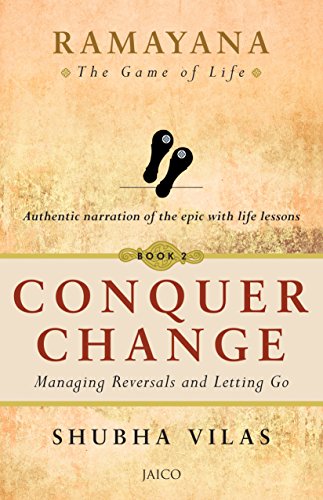 RAMAYANA
The Game of Life
Authentic narration of the epic with life lessons
BOOK 2
CONQUER
CHANGE
Managing Reversals and Letting Go
SHUBHA VILAS
JAICO